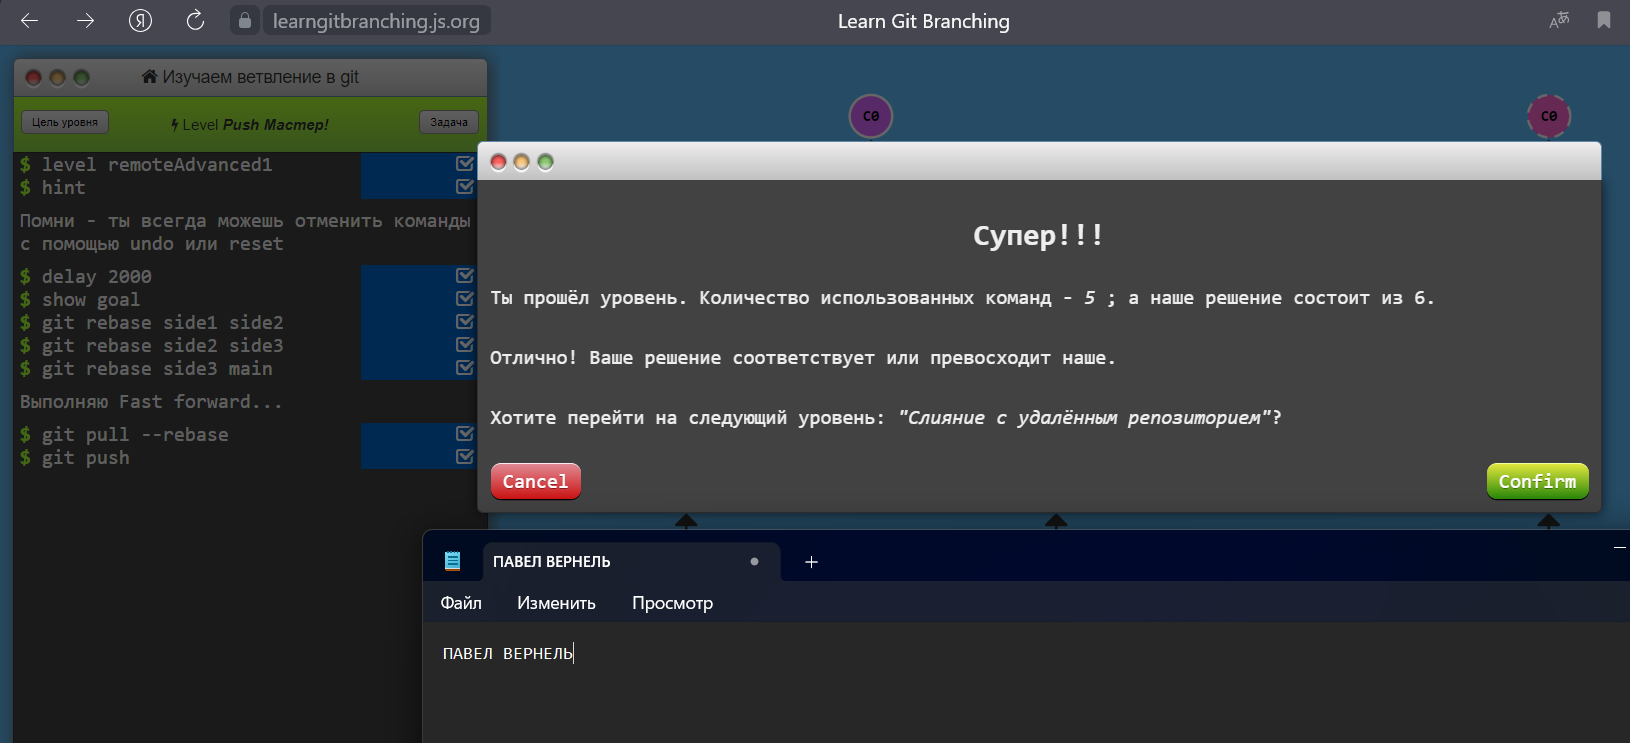 Я
learngitbranching.js.org
Learn Git Branching
Изучаем ветвление в git
Цель уровня
Level Push Мастер!
Задача
$ level remoteAdvanced1
$ hint
Помни - ты всегда можешь отменить команды
с помощью undo или reset
$ delay 2000
$ show goal
$ git rebase side1 side2
$ git rebase side2 side3
$ git rebase side3 main
Выполняю Fast forward...
$ git pull --rebase
$ git push
C0
C0
Супер!!!
Ты прошёл уровень. Количество использованных команд - 5 ; а наше решение состоит из 6.
Отлично! Ваше решение соответствует или превосходит наше.
Хотите перейти на следующий уровень: "Слияние с удалённым репозиторием"?
Cancel
Confirm
ПАВЕЛ ВЕРНЕЛЬ
Файл
Изменить
Просмотр
ПАВЕЛ ВЕРНЕЛЬ